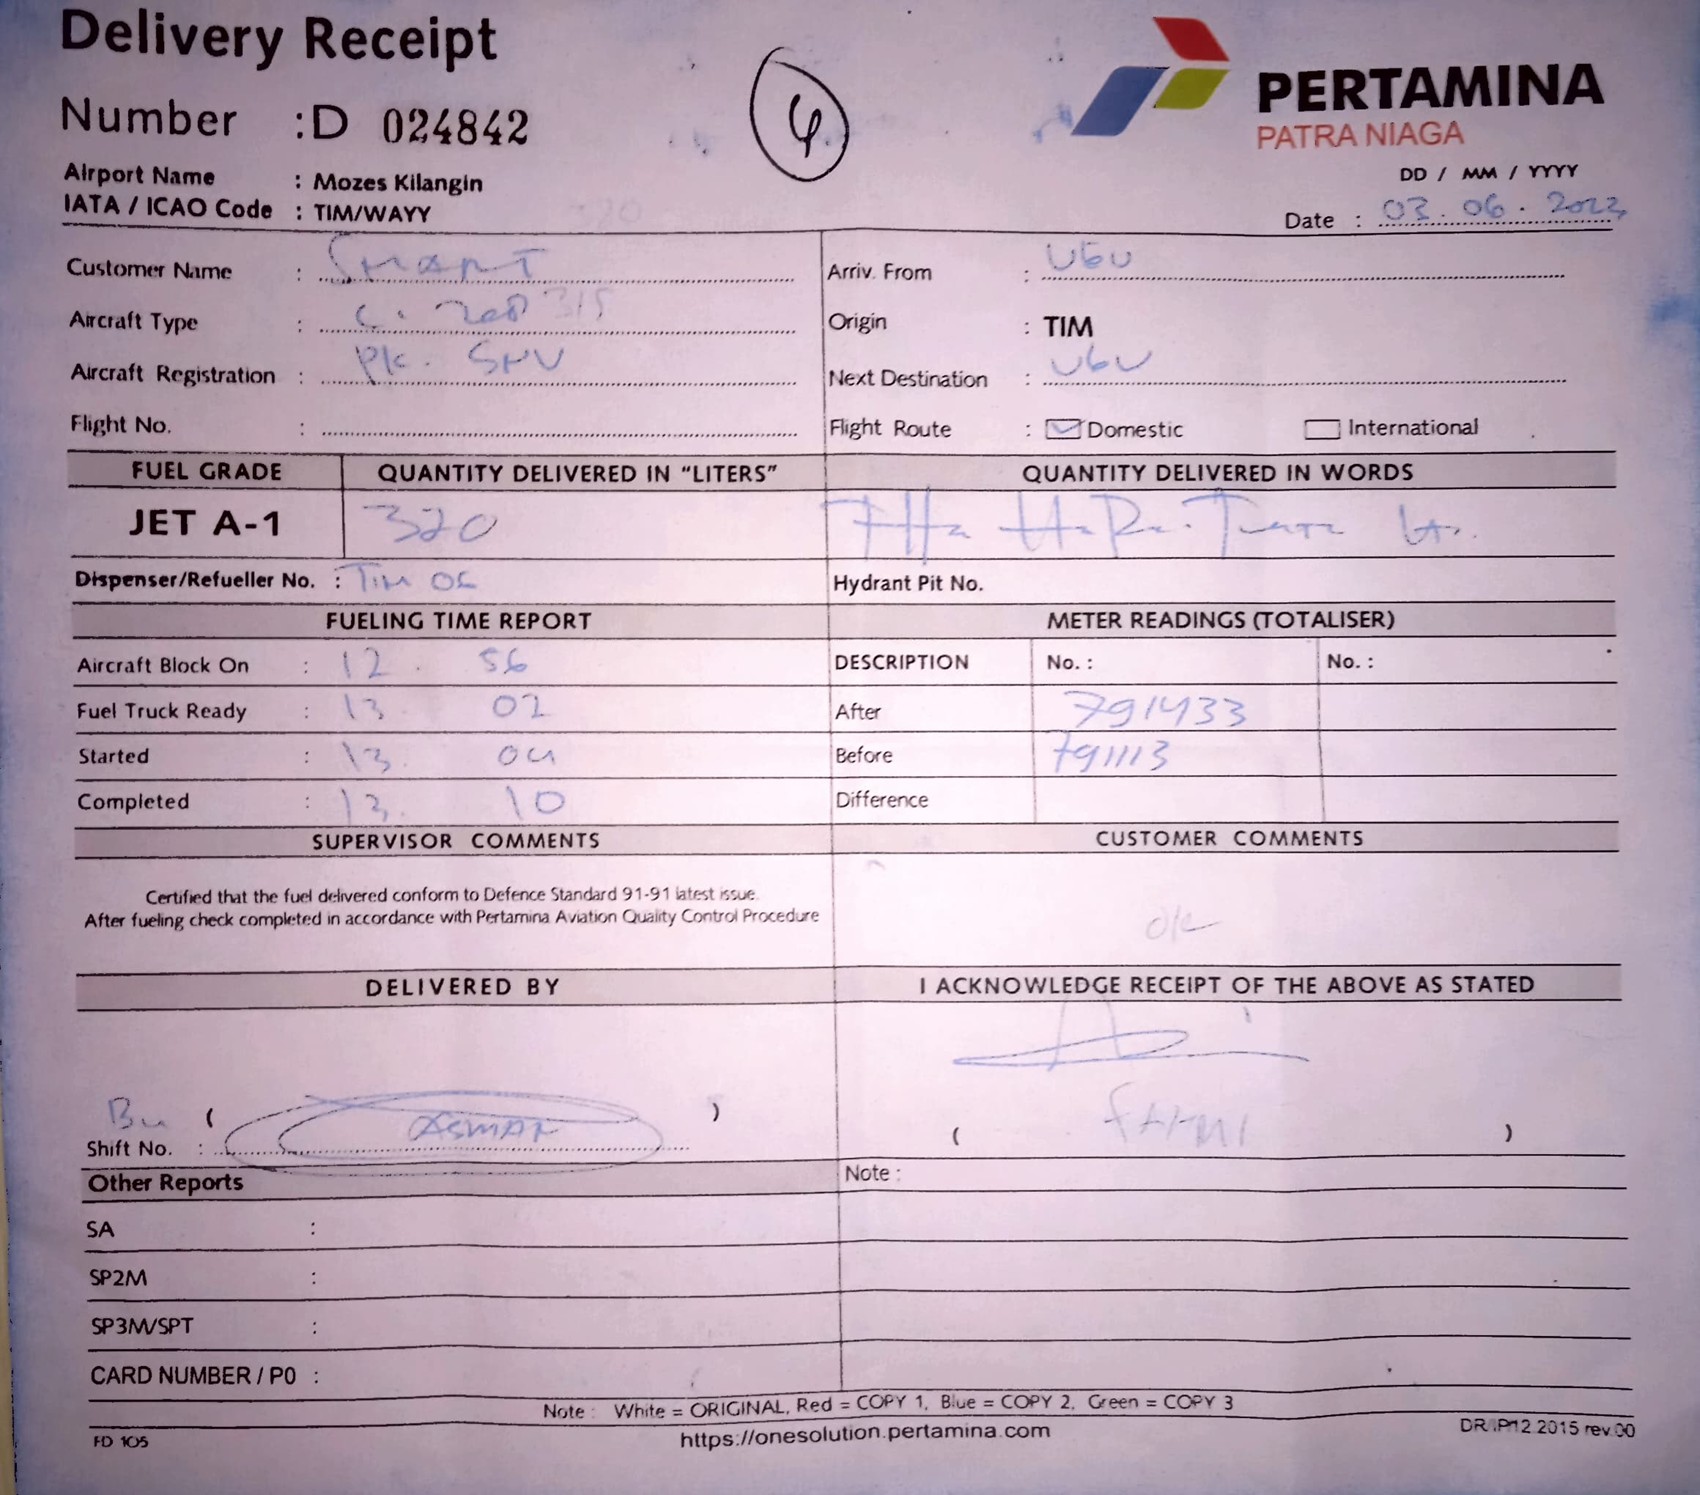 Delivery Receipt
Number : D 024842
4
PERTAMINA
PATRA NIAGA
Airport Name : Mozes Kilangin
IATA / ICAO Code : TIM/WAYY
DD / MM / YYYY
Date : 03 . 06 . 2023
Customer Name : SMART
Arriv. From : UGU
Aircraft Type : C. 208
Origin : TIM
Aircraft Registration : PK. SNV
Next Destination : UGU
Flight No. :
Flight Route : Domestic International
FUEL GRADE QUANTITY DELIVERED IN “LITERS” QUANTITY DELIVERED IN WORDS
JET A-1 320
Dispenser/Refueller No. : TIM Hydrant Pit No.
FUELING TIME REPORT METER READINGS (TOTALISER)
Aircraft Block On : 12 . 56 DESCRIPTION No. : No. :
Fuel Truck Ready : 13 . 02 After 791433
Started : 13 . 04 Before 791113
Completed : 13 . 10 Difference
SUPERVISOR COMMENTS CUSTOMER COMMENTS
Certified that the fuel delivered conform to Defence Standard 91-91 latest issue.
After fueling check completed in accordance with Pertamina Aviation Quality Control Procedure
OK
DELIVERED BY I ACKNOWLEDGE RECEIPT OF THE ABOVE AS STATED
( ASMAN )
Shift No. :
( FAHMI )
Other Reports Note :
SA :
SP2M :
SP3M/SPT :
CARD NUMBER / PO :
Note : White = ORIGINAL, Red = COPY 1, Blue = COPY 2, Green = COPY 3
FD 105 https://onesolution.pertamina.com DR/IP12.2015 rev.00